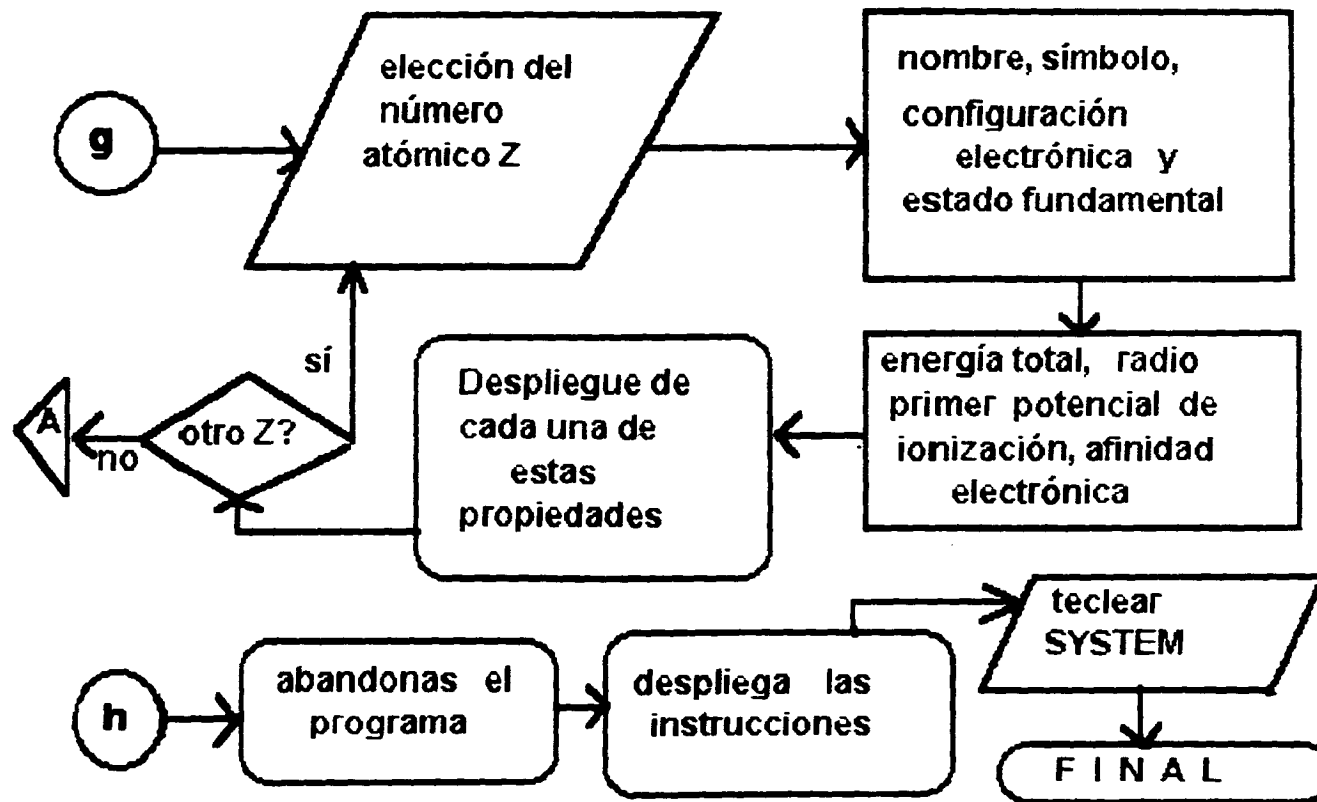 g
elección del
número
atómico Z
nombre, símbolo,
configuración
electrónica y
estado fundamental
energía total, radio
primer potencial de
ionización, afinidad
electrónica
Despliegue de
cada una de
estas
propiedades
sí
otro Z?
no
A
h
abandonas el
programa
despliega las
instrucciones
teclear
SYSTEM
F I N A L